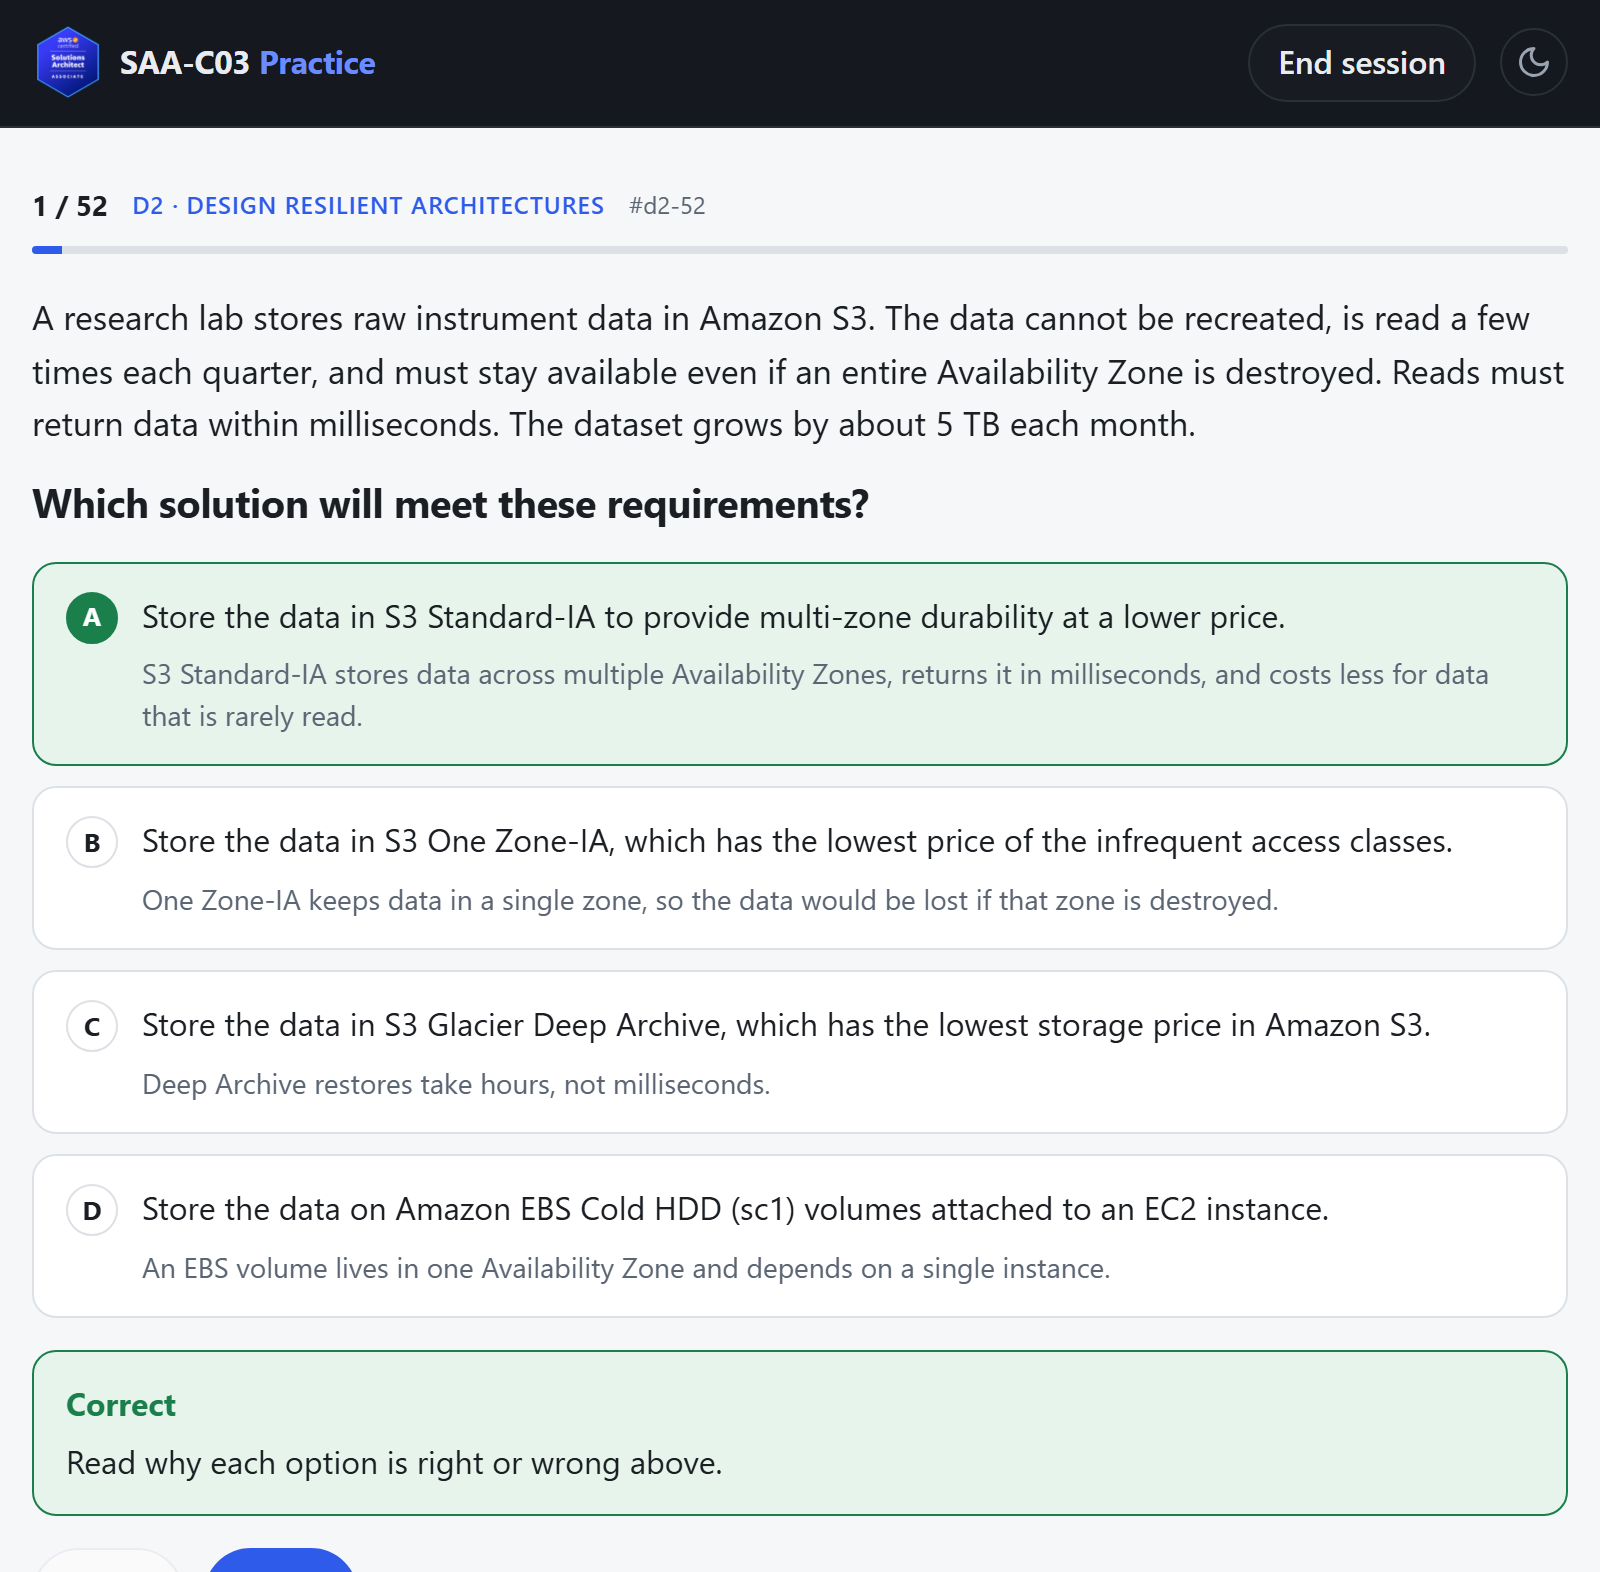 aws
certified
Solutions
Architect
ASSOCIATE
SAA-C03 Practice
End session
1 / 52 D2 · DESIGN RESILIENT ARCHITECTURES #d2-52
A research lab stores raw instrument data in Amazon S3. The data cannot be recreated, is read a few
times each quarter, and must stay available even if an entire Availability Zone is destroyed. Reads must
return data within milliseconds. The dataset grows by about 5 TB each month.
Which solution will meet these requirements?
A Store the data in S3 Standard-IA to provide multi-zone durability at a lower price.
S3 Standard-IA stores data across multiple Availability Zones, returns it in milliseconds, and costs less for data
that is rarely read.
B Store the data in S3 One Zone-IA, which has the lowest price of the infrequent access classes.
One Zone-IA keeps data in a single zone, so the data would be lost if that zone is destroyed.
C Store the data in S3 Glacier Deep Archive, which has the lowest storage price in Amazon S3.
Deep Archive restores take hours, not milliseconds.
D Store the data on Amazon EBS Cold HDD (sc1) volumes attached to an EC2 instance.
An EBS volume lives in one Availability Zone and depends on a single instance.
Correct
Read why each option is right or wrong above.